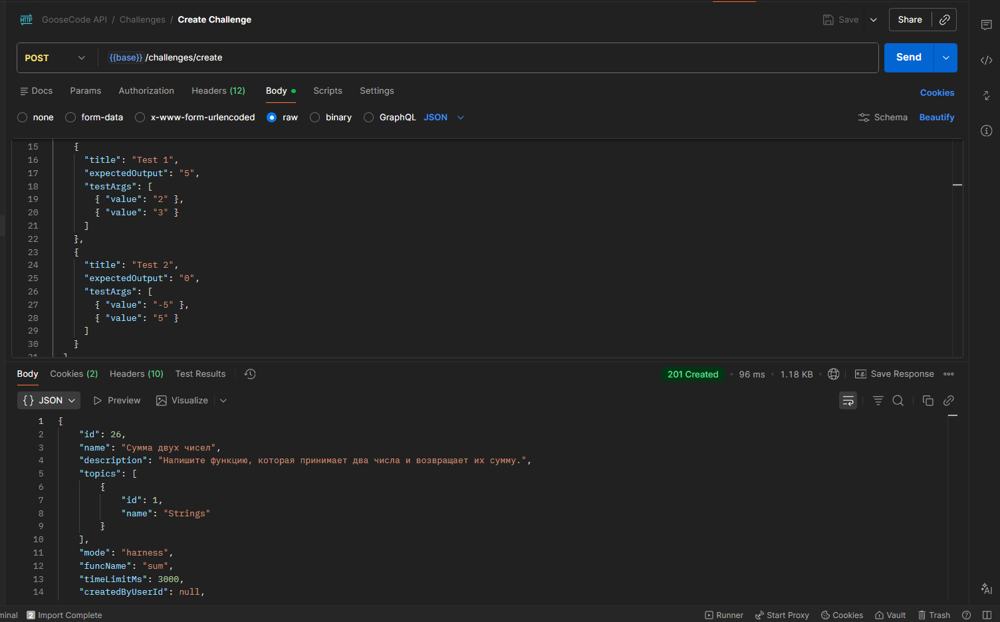 HTTP GooseCode API / Challenges / Create Challenge Save Share
POST {{base}} /challenges/create Send
Docs Params Authorization Headers (12) Body Scripts Settings Cookies
none form-data x-www-form-urlencoded raw binary GraphQL JSON Schema Beautify
15 {
16 "title": "Test 1",
17 "expectedOutput": "5",
18 "testArgs": [
19 { "value": "2" },
20 { "value": "3" }
21 ]
22 },
23 {
24 "title": "Test 2",
25 "expectedOutput": "0",
26 "testArgs": [
27 { "value": "-5" },
28 { "value": "5" }
29 ]
30 }
31 ]
Body Cookies (2) Headers (10) Test Results 201 Created • 96 ms • 1.18 KB • e.g. Save Response
{} JSON Preview Visualize
1 {
2 "id": 26,
3 "name": "Сумма двух чисел",
4 "description": "Напишите функцию, которая принимает два числа и возвращает их сумму.",
5 "topics": [
6 {
7 "id": 1,
8 "name": "Strings"
9 }
10 ],
11 "mode": "harness",
12 "funcName": "sum",
13 "timeLimitMs": 3000,
14 "createdByUserId": null,
AI
minal 2 Import Complete Runner Start Proxy Cookies Vault Trash